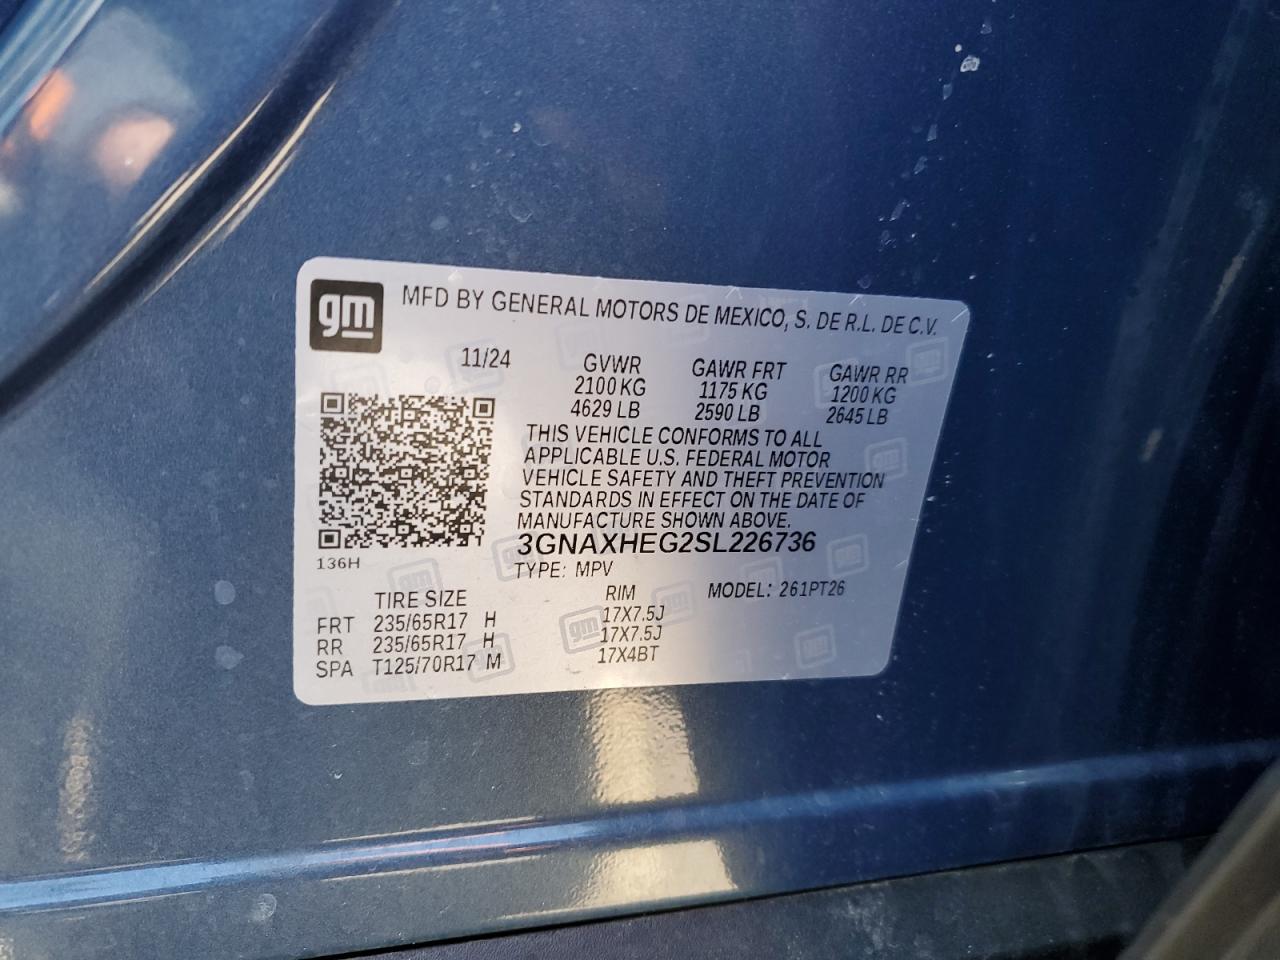 gm MFD BY GENERAL MOTORS DE MEXICO, S. DE R.L. DE C.V.
11/24 GVWR GAWR FRT GAWR RR
2100 KG 1175 KG 1200 KG
4629 LB 2590 LB 2645 LB
THIS VEHICLE CONFORMS TO ALL
APPLICABLE U.S. FEDERAL MOTOR
VEHICLE SAFETY AND THEFT PREVENTION
STANDARDS IN EFFECT ON THE DATE OF
MANUFACTURE SHOWN ABOVE.
3GNAXHEG2SL226736
136H TYPE: MPV
TIRE SIZE RIM MODEL: 261PT26
FRT 235/65R17 H 17X7.5J
RR 235/65R17 H 17X7.5J
SPA T125/70R17 M 17X4BT